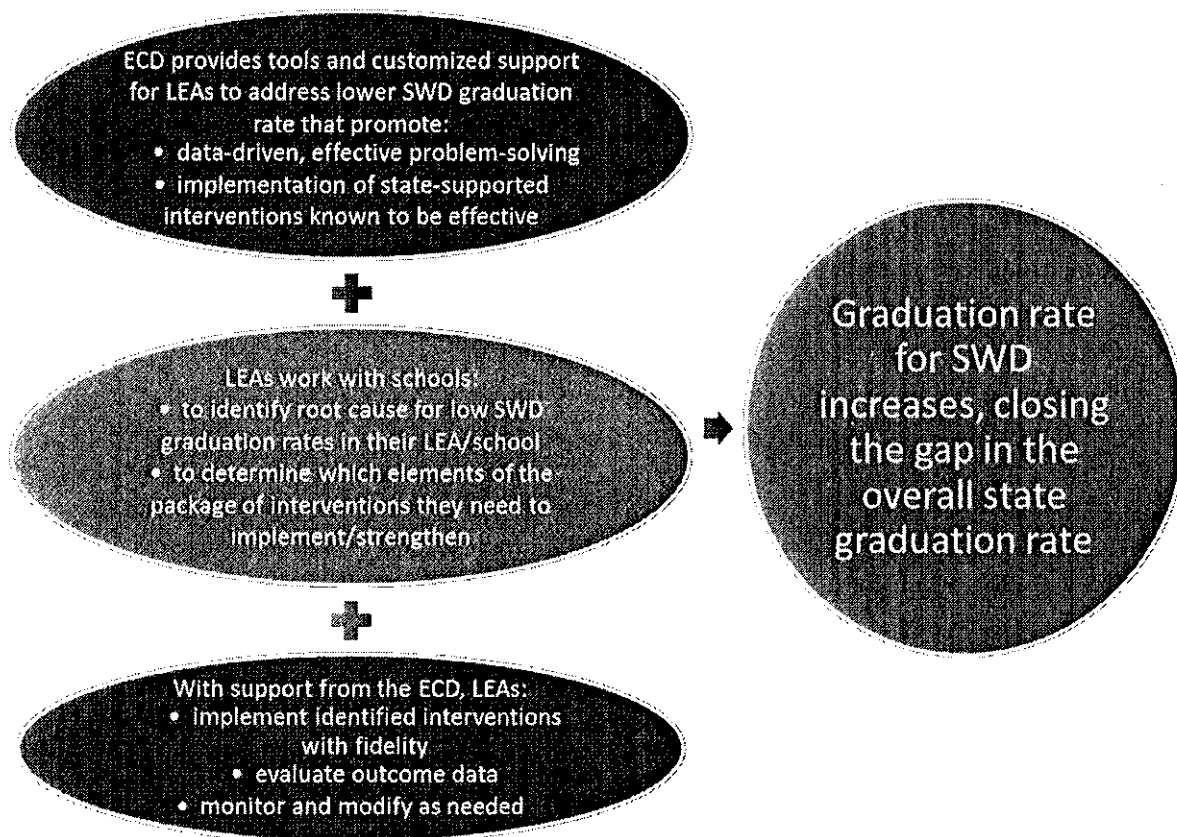 ECD provides tools and customized support
for LEAs to address lower SWD graduation
rate that promote:
• data-driven, effective problem-solving
• implementation of state-supported
interventions known to be effective
LEAs work with schools:
• to identify root cause for low SWD
graduation rates in their LEA/school
• to determine which elements of the
package of interventions they need to
implement/strengthen
With support from the ECD, LEAs:
• implement identified interventions
with fidelity
• evaluate outcome data
• monitor and modify as needed
Graduation rate
for SWD
increases, closing
the gap in the
overall state
graduation rate